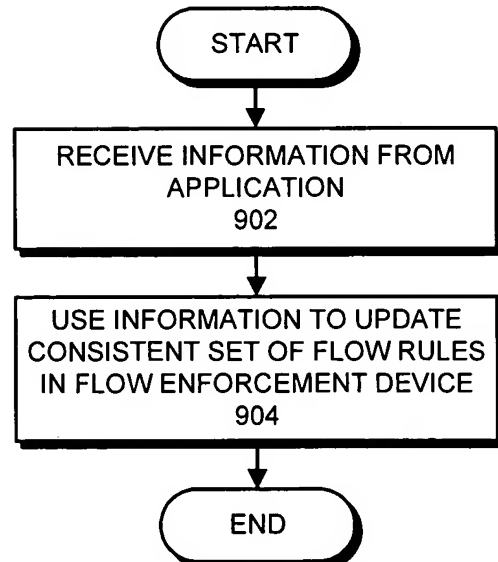 START
RECEIVE INFORMATION FROM
APPLICATION
902
USE INFORMATION TO UPDATE
CONSISTENT SET OF FLOW RULES
IN FLOW ENFORCEMENT DEVICE
904
END